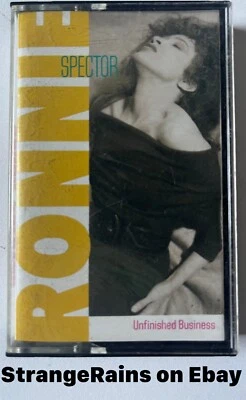 RONNIE
SPECTOR
Unfinished Business
StrangeRains on Ebay